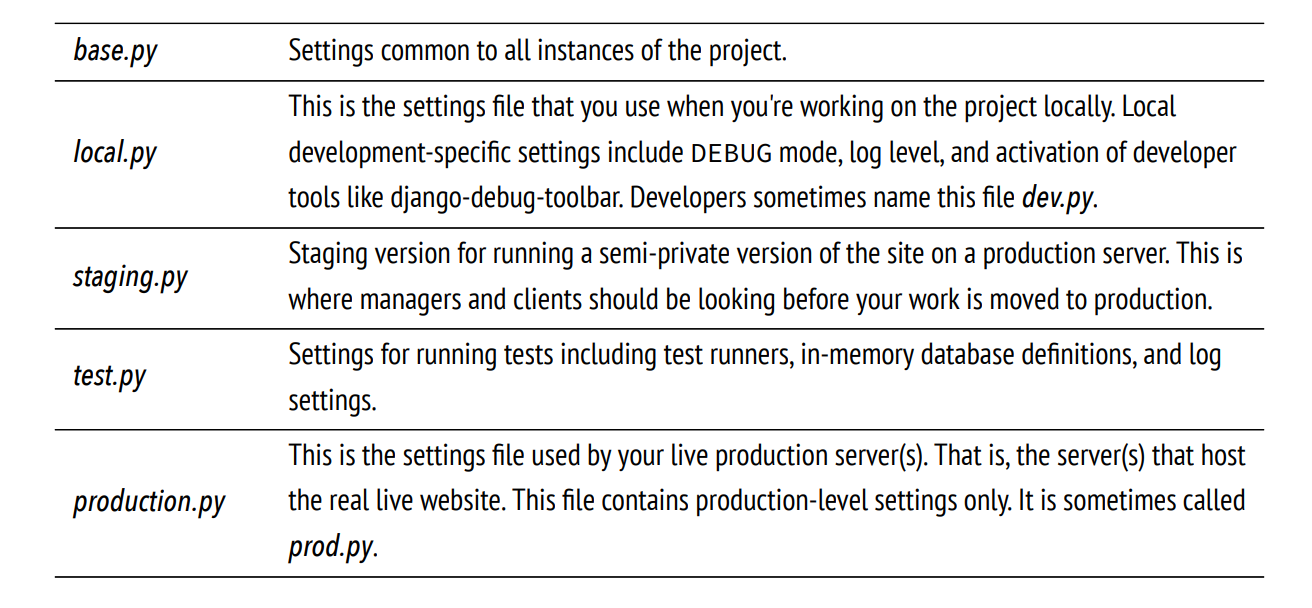 base.py Settings common to all instances of the project.
This is the settings file that you use when you're working on the project locally. Local
local.py development-specific settings include DEBUG mode, log level, and activation of developer
tools like django-debug-toolbar. Developers sometimes name this file dev.py.
staging.py
Staging version for running a semi-private version of the site on a production server. This is
where managers and clients should be looking before your work is moved to production.
test.py
Settings for running tests including test runners, in-memory database definitions, and log
settings.
This is the settings file used by your live production server(s). That is, the server(s) that host
production.py the real live website. This file contains production-level settings only. It is sometimes called
prod.py.